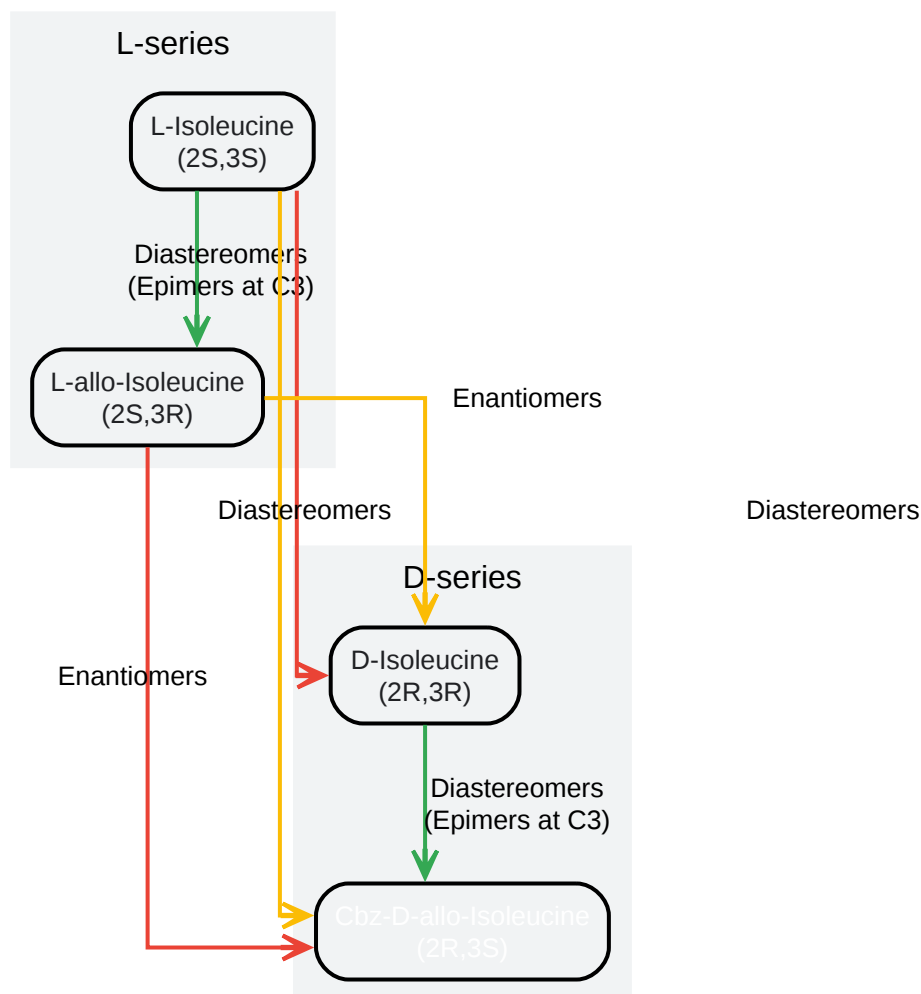 L-series
L-Isoleucine
(2S,3S)
Diastereomers
(Epimers at C3)
L-allo-Isoleucine
(2S,3R)
Enantiomers
Diastereomers
Diastereomers
D-series
D-Isoleucine
(2R,3R)
Enantiomers
Diastereomers
(Epimers at C3)
Cbz-D-allo-Isoleucine
(2R,3S)